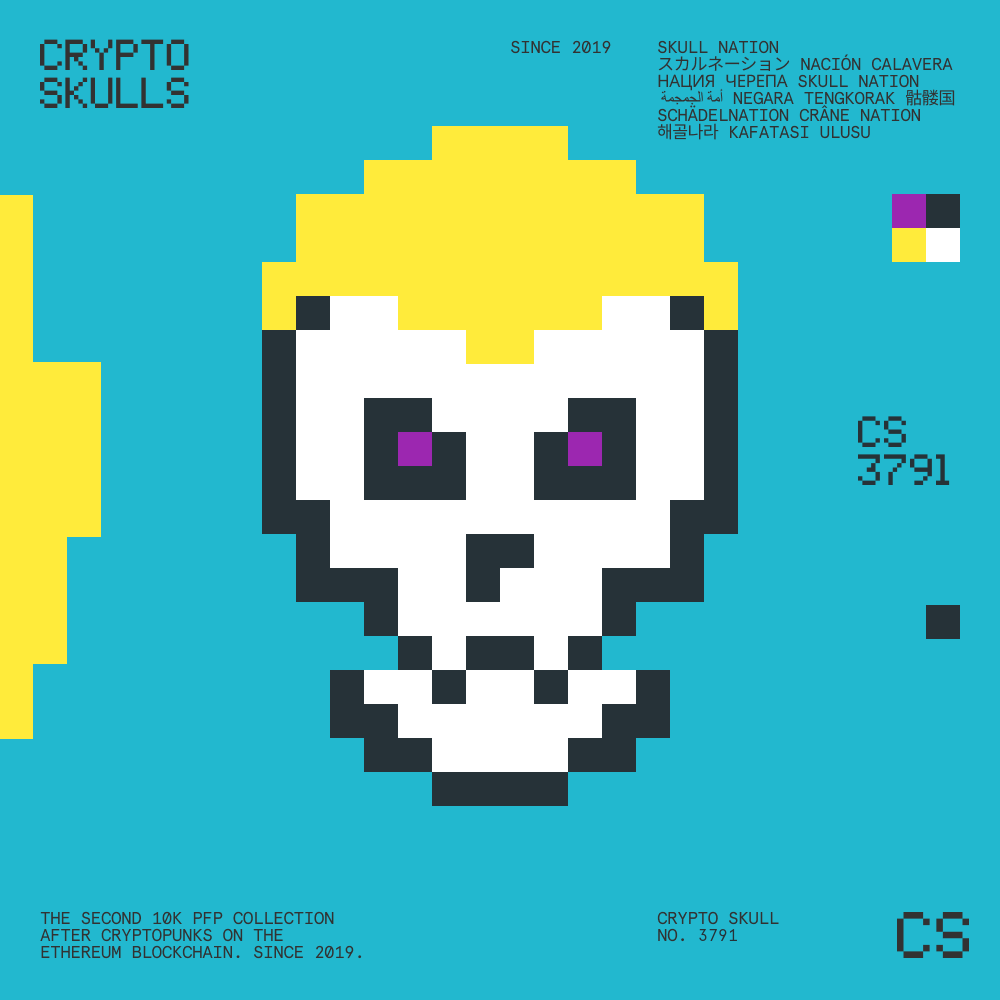 CRYPTO
SKULLS
SINCE 2019
SKULL NATION
スカルネーション NACIÓN CALAVERA
НАЦИЯ ЧЕРЕПА SKULL NATION
أمة الجمجمة NEGARA TENGKORAK 骷髅国
SCHÄDELNATION CRÂNE NATION
해골나라 KAFATASI ULUSU
CS
3791
THE SECOND 10K PFP COLLECTION
AFTER CRYPTOPUNKS ON THE
ETHEREUM BLOCKCHAIN. SINCE 2019.
CRYPTO SKULL
NO. 3791
CS